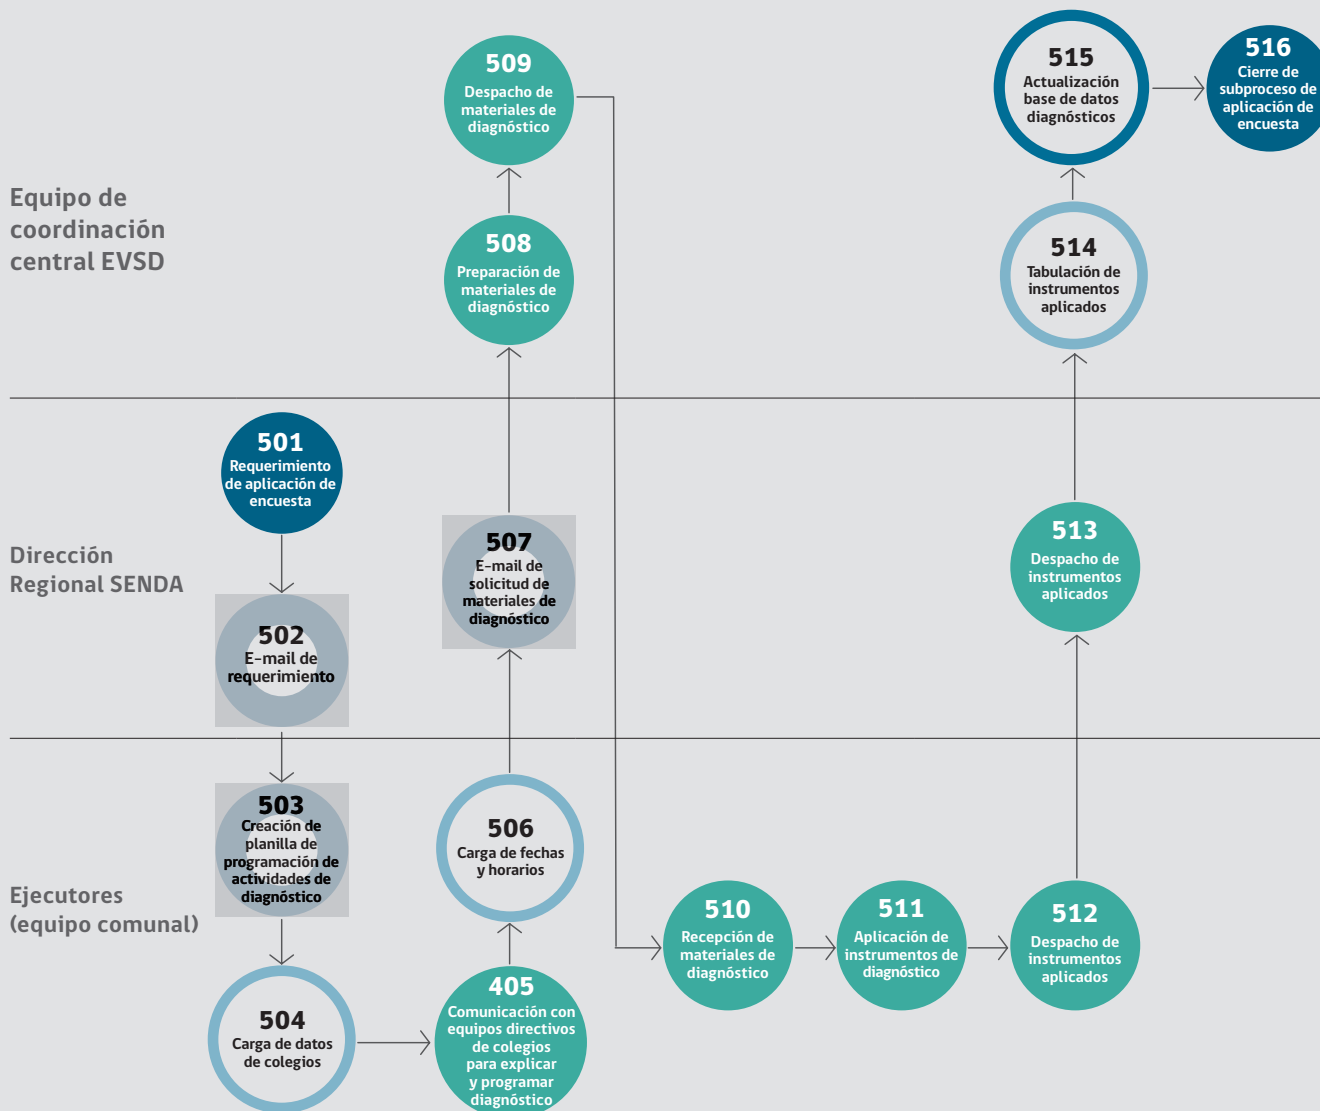 509
Despacho de
materiales de
diagnóstico
515
Actualización
base de datos
diagnósticos
516
Cierre de
subproceso de
aplicación de
encuesta
Equipo de
coordinación
central EVSD
508
Preparación de
materiales de
diagnóstico
514
Tabulación de
instrumentos
aplicados
501
Requerimiento
de aplicación de
encuesta
Dirección
Regional SENDA
507
E-mail de
solicitud de
materiales de
diagnóstico
513
Despacho de
instrumentos
aplicados
502
E-mail de
requerimiento
503
Creación de
planilla de
programación de
actividades de
diagnóstico
506
Carga de fechas
y horarios
Ejecutores
(equipo comunal)
510
Recepción de
materiales de
diagnóstico
511
Aplicación de
instrumentos de
diagnóstico
512
Despacho de
instrumentos
aplicados
504
Carga de datos
de colegios
405
Comunicación con
equipos directivos
de colegios
para explicar
y programar
diagnóstico